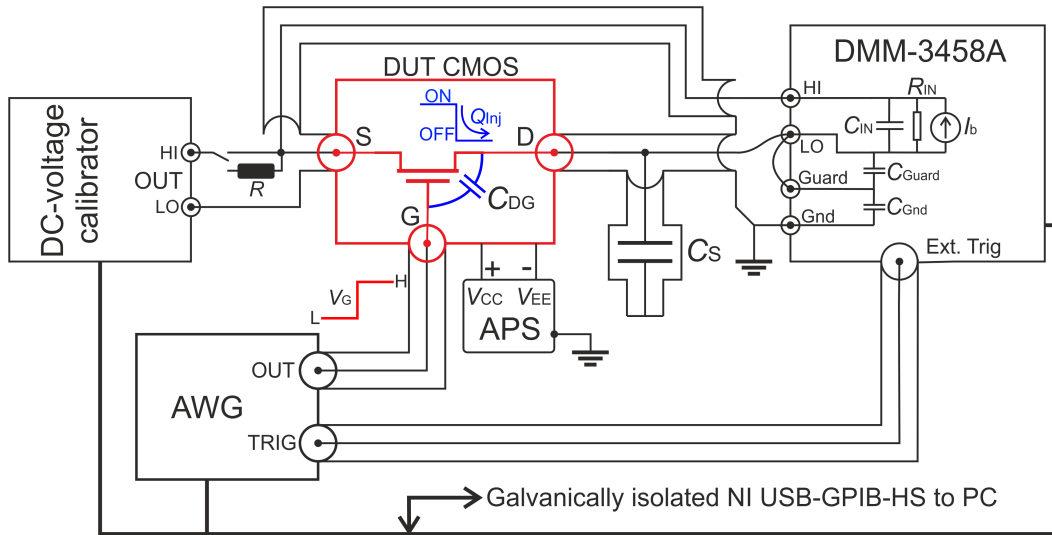 DMM-3458A
DUT CMOS
DC-voltage
calibrator
HI
OUT
LO
R
S
ON
OFF
QInj
D
CDG
G
HI
LO
Guard
Gnd
CIN
RIN
Ib
CGuard
CGnd
Ext. Trig
CS
VG
H
L
+
-
VCC
VEE
APS
AWG
OUT
TRIG
Galvanically isolated NI USB-GPIB-HS to PC